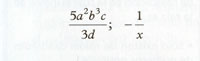 5a²b³c / 3d ; − 1 / x